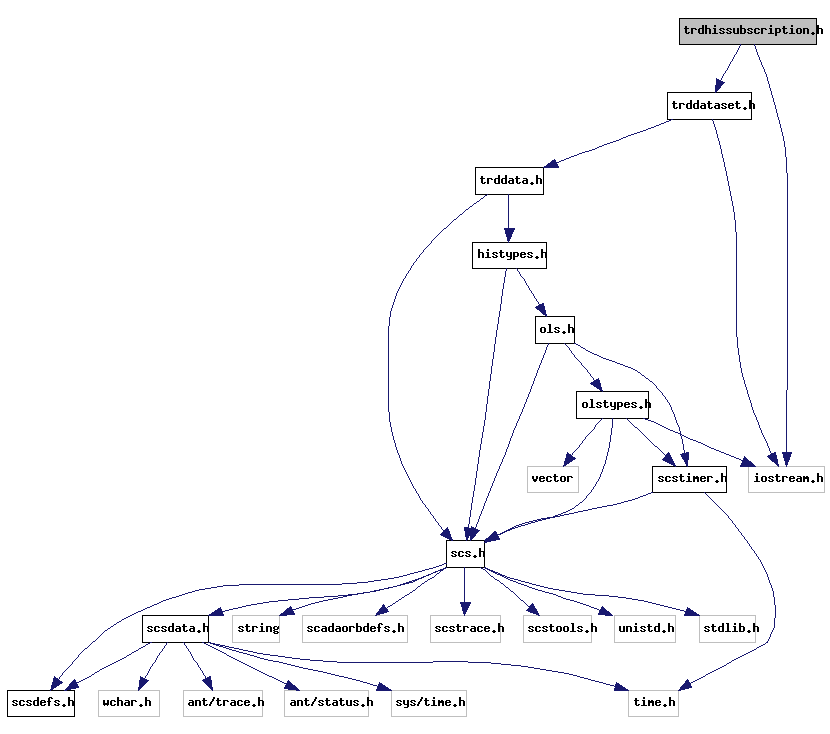 trdhissubscription.h
trddataset.h
trddata.h
histypes.h
ols.h
olstypes.h
vector
scstimer.h
iostream.h
scs.h
scsdata.h
string
scadaorbdefs.h
scstrace.h
scstools.h
unistd.h
stdlib.h
scsdefs.h
wchar.h
ant/trace.h
ant/status.h
sys/time.h
time.h